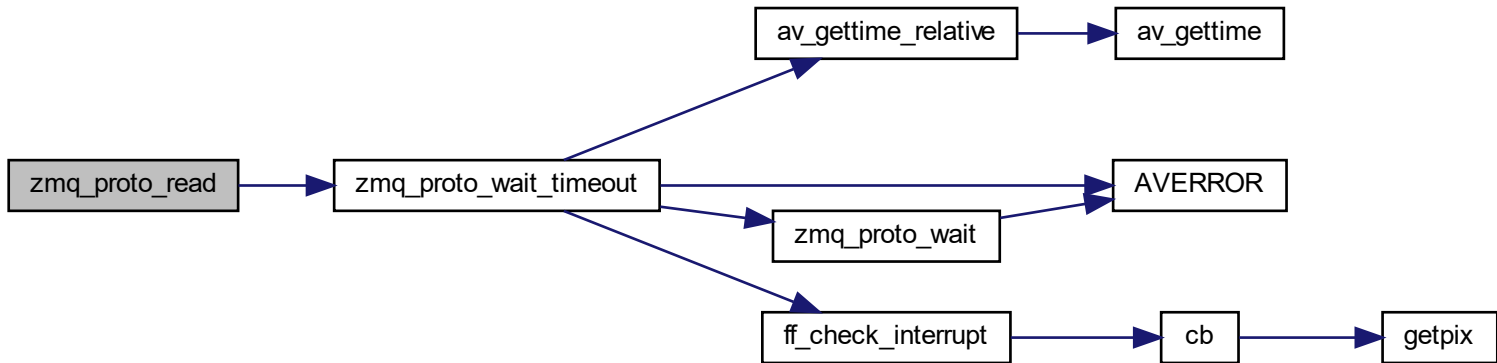 av_gettime_relative
av_gettime
zmq_proto_read
zmq_proto_wait_timeout
AVERROR
zmq_proto_wait
ff_check_interrupt
cb
getpix